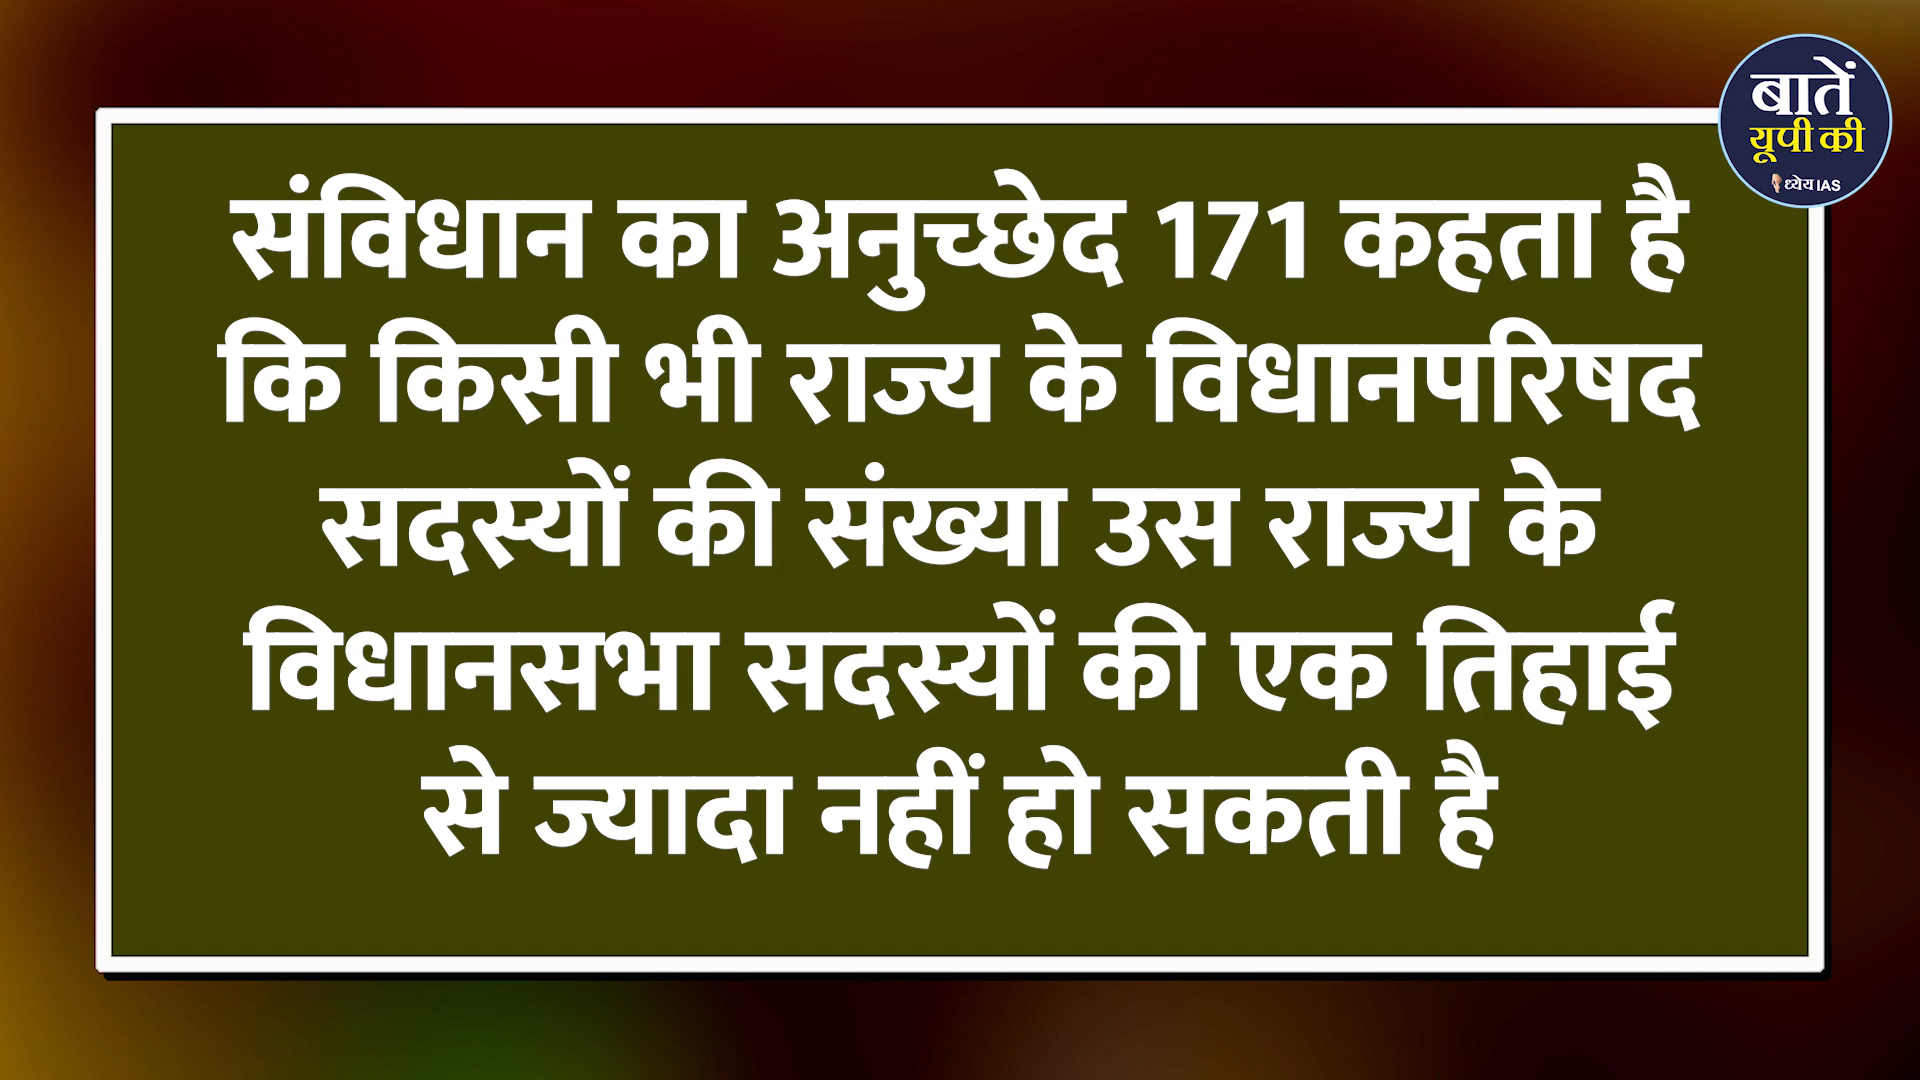 बातें
यूपी की
ध्येय IAS
संविधान का अनुच्छेद 171 कहता है
कि किसी भी राज्य के विधानपरिषद
सदस्यों की संख्या उस राज्य के
विधानसभा सदस्यों की एक तिहाई
से ज्यादा नहीं हो सकती है